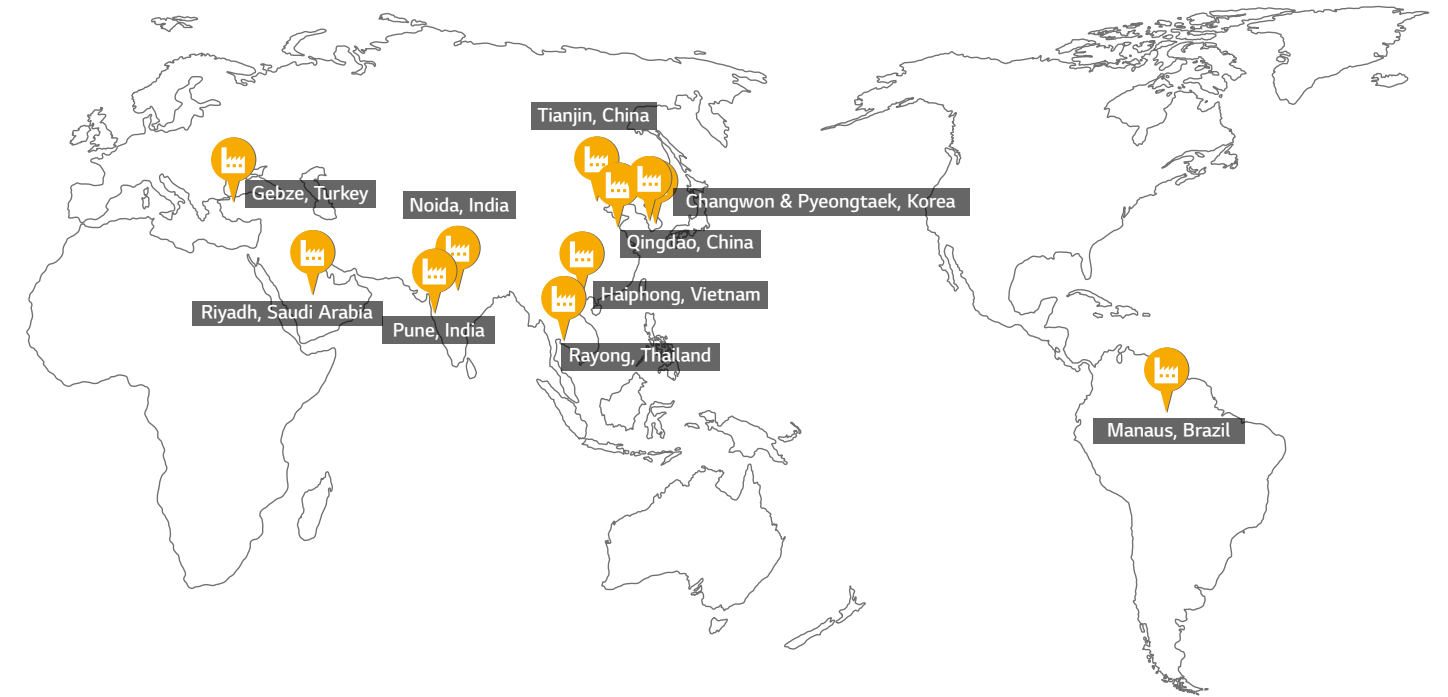 Tianjin, China
Gebze, Turkey
Noida, India
Changwon & Pyeongtaek, Korea
Qingdao, China
Haiphong, Vietnam
Riyadh, Saudi Arabia
Pune, India
Rayong, Thailand
Manaus, Brazil